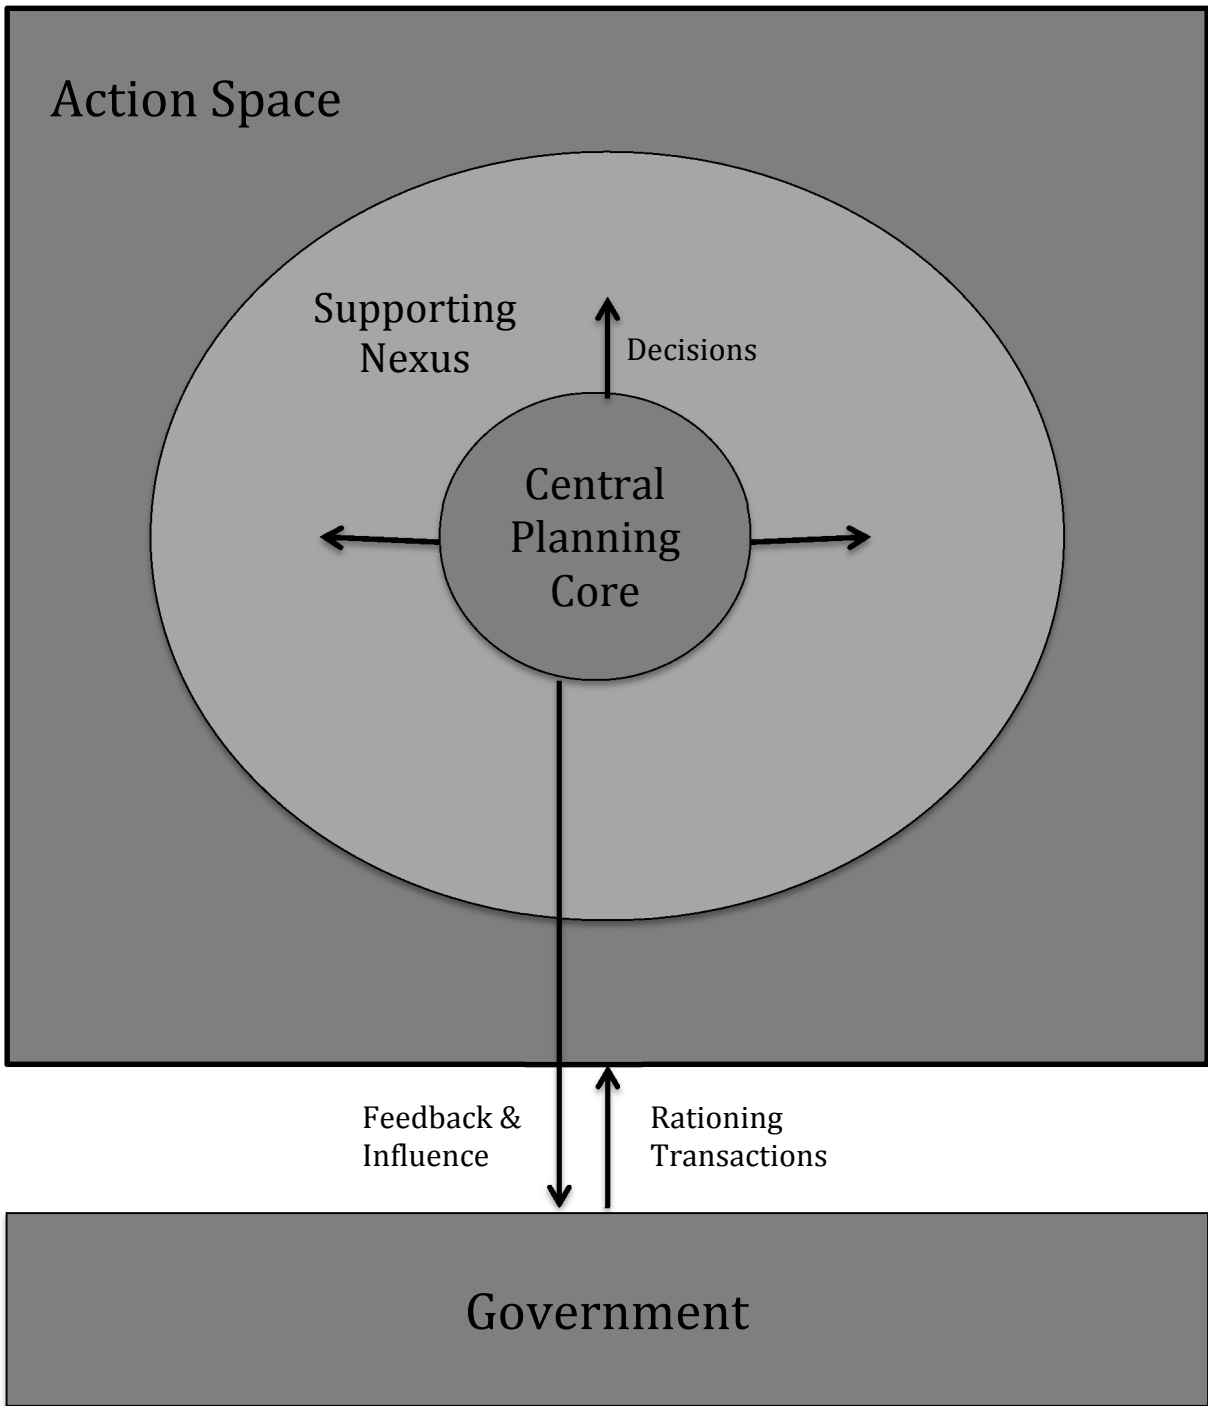 Action Space
Supporting
Nexus
Decisions
Central
Planning
Core
Feedback &
Influence
Rationing
Transactions
Government